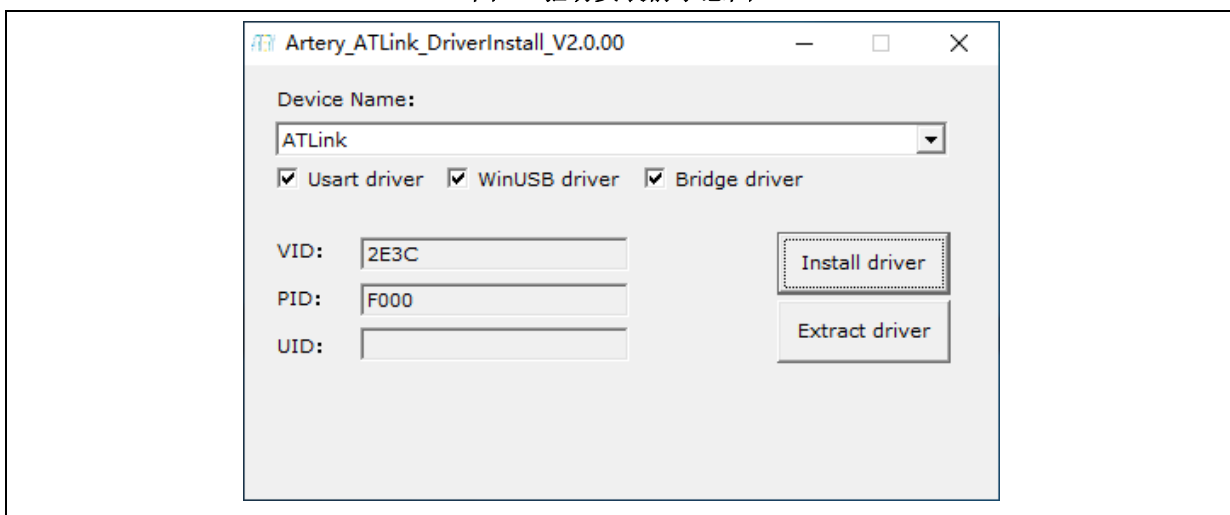 Artery_ATLink_DriverInstall_V2.0.00
Device Name:
ATLink
Usart driver WinUSB driver Bridge driver
VID: 2E3C
Install driver
PID: F000
Extract driver
UID: